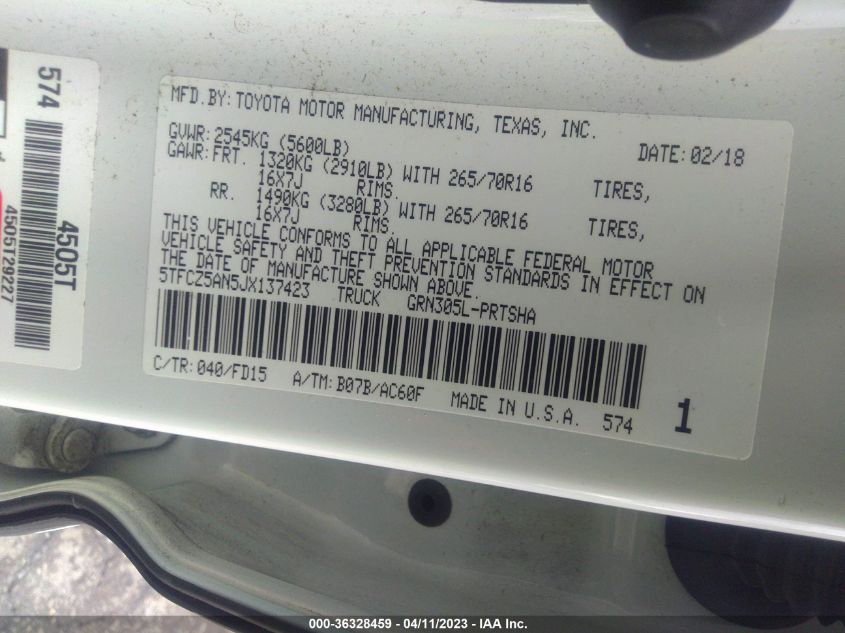 574
4505T
4505T29227
MFD.BY: TOYOTA MOTOR MANUFACTURING, TEXAS, INC.
DATE: 02/18
GVWR: 2545KG (5600LB)
GAWR: FRT. 1320KG (2910LB) WITH 265/70R16 TIRES,
16X7J RIMS.
RR. 1490KG (3280LB) WITH 265/70R16 TIRES,
16X7J RIMS.
THIS VEHICLE CONFORMS TO ALL APPLICABLE FEDERAL MOTOR
VEHICLE SAFETY AND THEFT PREVENTION STANDARDS IN EFFECT ON
THE DATE OF MANUFACTURE SHOWN ABOVE.
5TFCZ5AN5JX137423 TRUCK GRN305L-PRTSHA
C/TR: 040/FD15 A/TM: B07B/AC60F MADE IN U.S.A. 574 1
000-36328459 - 04/11/2023 - IAA Inc.